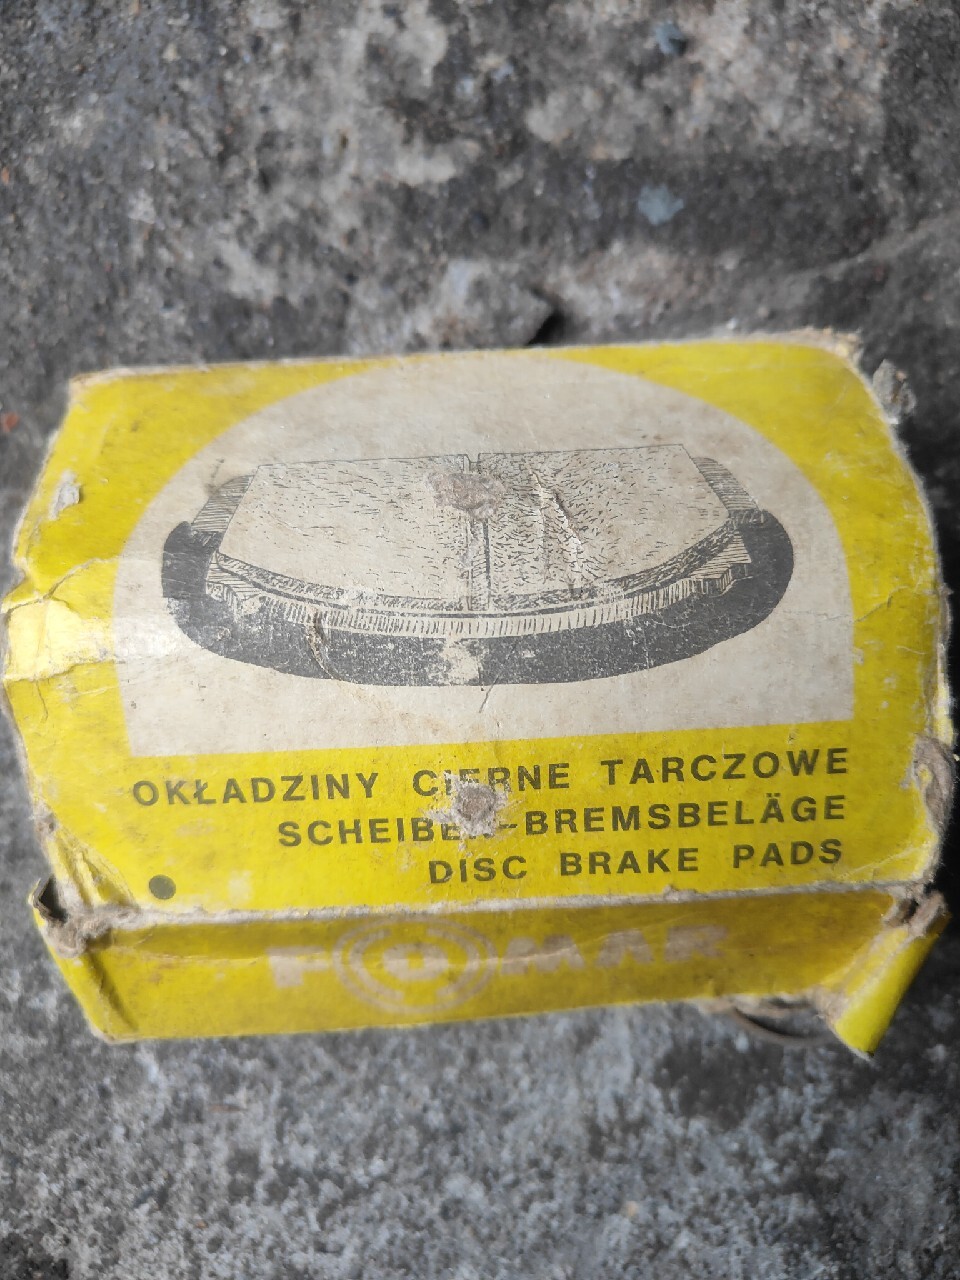 OKŁADZINY CIERNE TARCZOWE
SCHEIBEN-BREMSBELÄGE
DISC BRAKE PADS
FOMAR